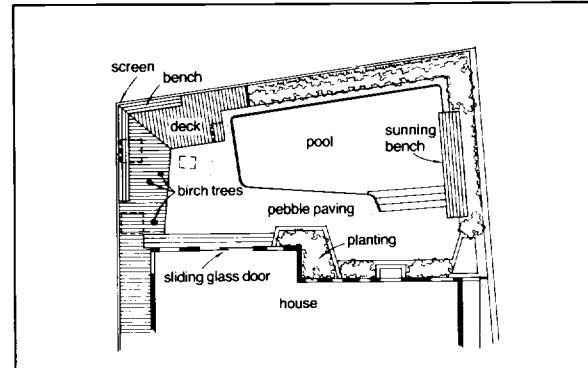 screen
bench
deck
pool
sunning
bench
birch trees
pebble paving
planting
sliding glass door
house